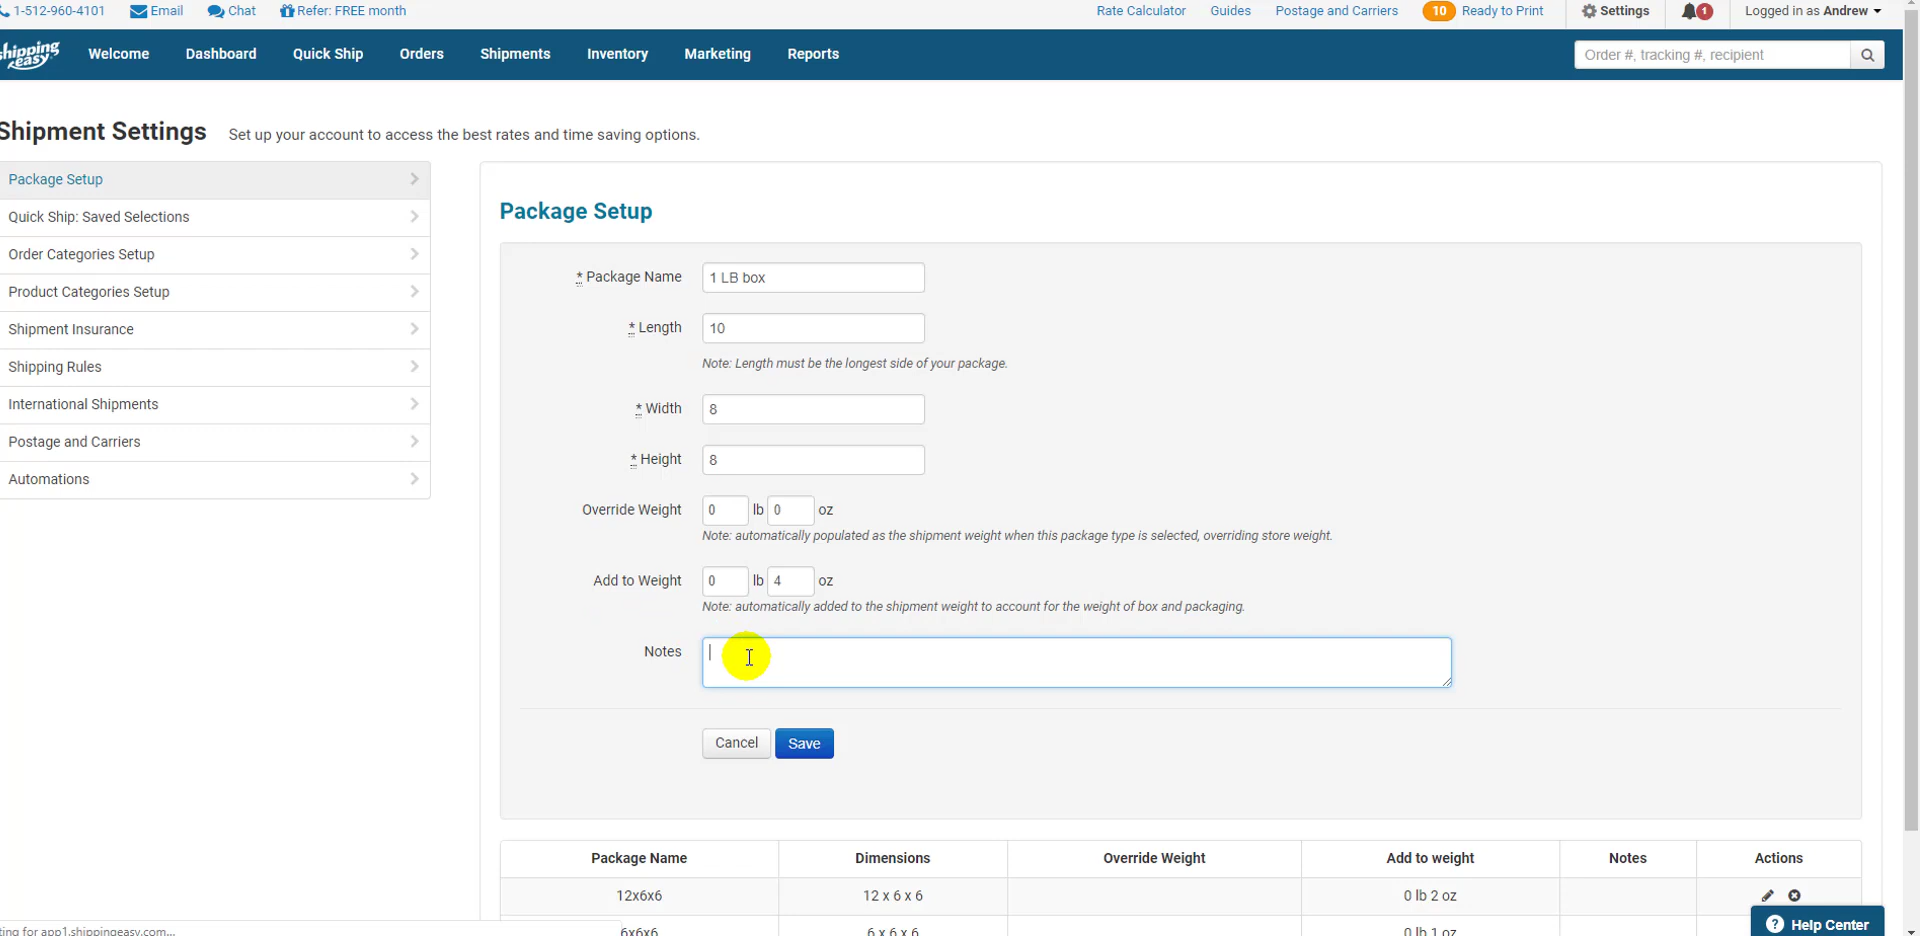 1-512-960-4101 Email Chat Refer: FREE month Rate Calculator Guides Postage and Carriers 10 Ready to Print Settings 1 Logged in as Andrew
shipping easy Welcome Dashboard Quick Ship Orders Shipments Inventory Marketing Reports Order #, tracking #, recipient
Shipment Settings Set up your account to access the best rates and time saving options.
Package Setup
Quick Ship: Saved Selections
Order Categories Setup
Product Categories Setup
Shipment Insurance
Shipping Rules
International Shipments
Postage and Carriers
Automations
Package Setup
* Package Name 1 LB box
* Length 10
Note: Length must be the longest side of your package.
* Width 8
* Height 8
Override Weight 0 lb 0 oz
Note: automatically populated as the shipment weight when this package type is selected, overriding store weight.
Add to Weight 0 lb 4 oz
Note: automatically added to the shipment weight to account for the weight of box and packaging.
Notes
Cancel Save
Package Name Dimensions Override Weight Add to weight Notes Actions
12x6x6 12 x 6 x 6 0 lb 2 oz
6x6x6 6 x 6 x 6 0 lb 1 oz
Help Center
ting for app1.shippingeasy.com...